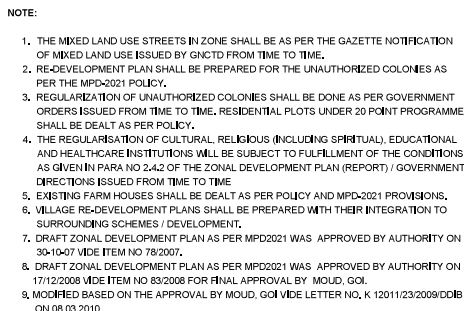 NOTE:
1. THE MIXED LAND USE STREETS IN ZONE SHALL BE AS PER THE GAZETTE NOTIFICATION
OF MIXED LAND USE ISSUED BY GNCTD FROM TIME TO TIME.
2. RE-DEVELOPMENT PLAN SHALL BE PREPARED FOR THE UNAUTHORIZED COLONIES AS
PER THE MPD-2021 POLICY.
3. REGULARIZATION OF UNAUTHORIZED COLONIES SHALL BE DONE AS PER GOVERNMENT
ORDERS ISSUED FROM TIME TO TIME. RESIDENTIAL PLOTS UNDER 20 POINT PROGRAMME
SHALL BE DEALT AS PER POLICY.
4. THE REGULARISATION OF CULTURAL, RELIGIOUS (INCLUDING SPIRITUAL), EDUCATIONAL
AND HEALTHCARE INSTITUTIONS WILL BE SUBJECT TO FULFILLMENT OF THE CONDITIONS
AS GIVEN IN PARA NO 2.4.2 OF THE ZONAL DEVELOPMENT PLAN (REPORT) / GOVERNMENT
DIRECTIONS ISSUED FROM TIME TO TIME
5. EXISTING FARM HOUSES SHALL BE DEALT AS PER POLICY AND MPD-2021 PROVISIONS.
6. VILLAGE RE-DEVELOPMENT PLANS SHALL BE PREPARED WITH THEIR INTEGRATION TO
SURROUNDING SCHEMES / DEVELOPMENT.
7. DRAFT ZONAL DEVELOPMENT PLAN AS PER MPD2021 WAS APPROVED BY AUTHORITY ON
30-10-07 VIDE ITEM NO 78/2007.
8. DRAFT ZONAL DEVELOPMENT PLAN AS PER MPD2021 WAS APPROVED BY AUTHORITY ON
17/12/2008 VIDE ITEM NO 83/2008 FOR FINAL APPROVAL BY MOUD, GOI.
9. MODIFIED BASED ON THE APPROVAL BY MOUD, GOI VIDE LETTER NO. K 12011/23/2009/DDIB
ON 08.03.2010